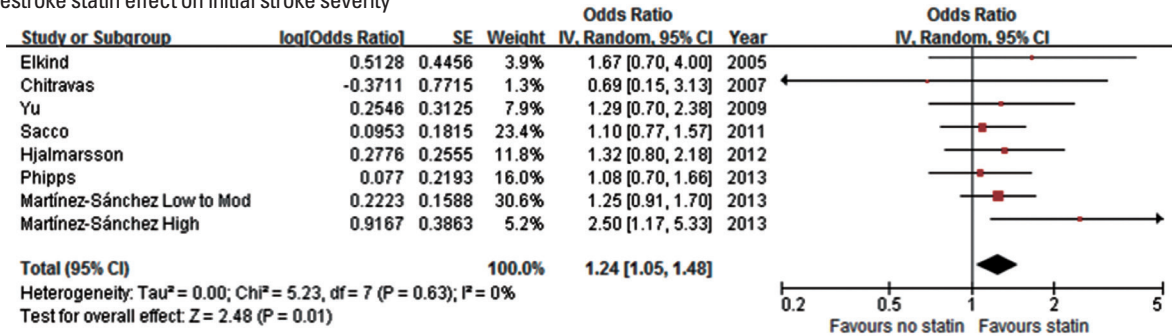 estroke statin effect on initial stroke severity
Odds Ratio Odds Ratio
Study or Subgroup log[Odds Ratio] SE Weight IV, Random, 95% CI Year IV, Random, 95% CI
Elkind 0.5128 0.4456 3.9% 1.67 [0.70, 4.00] 2005
Chitravas -0.3711 0.7715 1.3% 0.69 [0.15, 3.13] 2007
Yu 0.2546 0.3125 7.9% 1.29 [0.70, 2.38] 2009
Sacco 0.0953 0.1815 23.4% 1.10 [0.77, 1.57] 2011
Hjalmarsson 0.2776 0.2555 11.8% 1.32 [0.80, 2.18] 2012
Phipps 0.077 0.2193 16.0% 1.08 [0.70, 1.66] 2013
Martínez-Sánchez Low to Mod 0.2223 0.1588 30.6% 1.25 [0.91, 1.70] 2013
Martínez-Sánchez High 0.9167 0.3863 5.2% 2.50 [1.17, 5.33] 2013
Total (95% CI) 100.0% 1.24 [1.05, 1.48]
Heterogeneity: Tau² = 0.00; Chi² = 5.23, df = 7 (P = 0.63); I² = 0%
Test for overall effect: Z = 2.48 (P = 0.01)
0.2 0.5 1 2 5
Favours no statin Favours statin